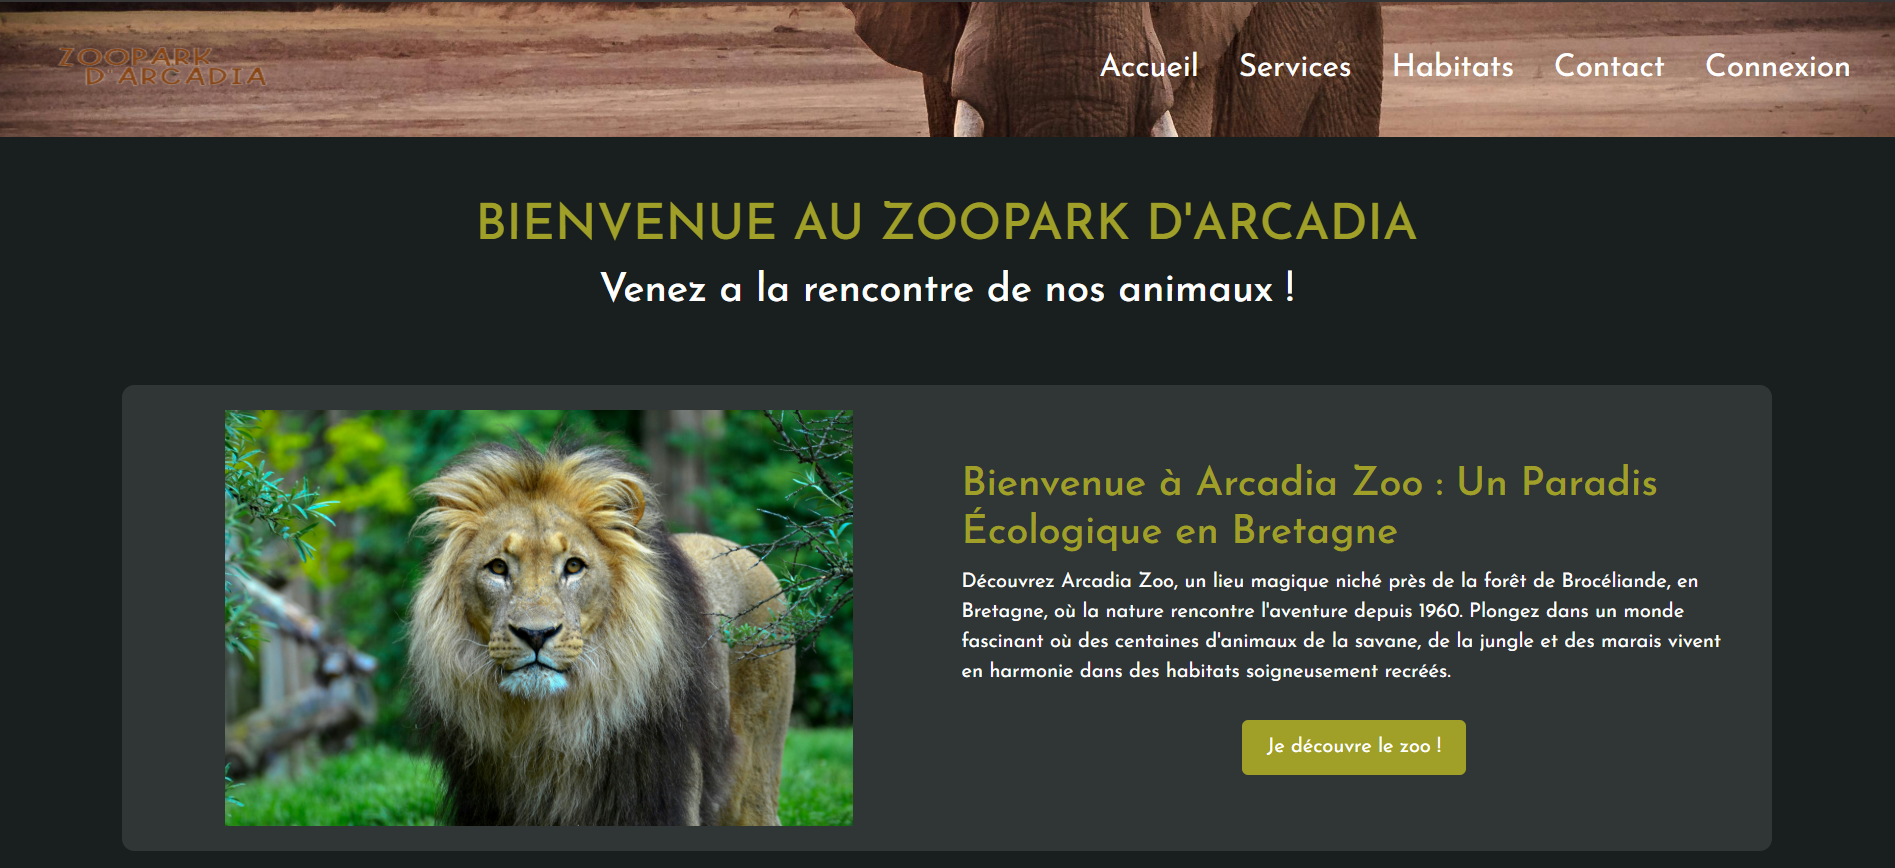 ZOOPARK
D'ARCADIA
Accueil Services Habitats Contact Connexion
BIENVENUE AU ZOOPARK D'ARCADIA
Venez a la rencontre de nos animaux !
Bienvenue à Arcadia Zoo : Un Paradis
Écologique en Bretagne
Découvrez Arcadia Zoo, un lieu magique niché près de la forêt de Brocéliande, en
Bretagne, où la nature rencontre l'aventure depuis 1960. Plongez dans un monde
fascinant où des centaines d'animaux de la savane, de la jungle et des marais vivent
en harmonie dans des habitats soigneusement recréés.
Je découvre le zoo !